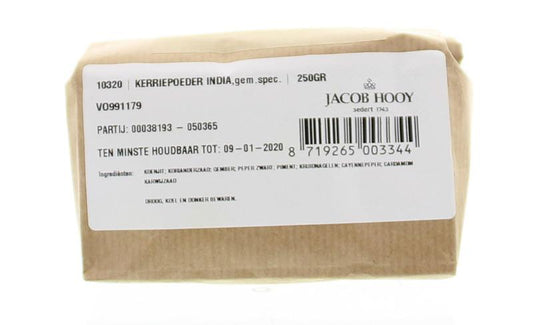 10320 | KERRIEPOEDER INDIA,gem.spec. | 250GR
VO991179
JACOB HOOY
sedert 1743
PARTIJ: 00038193 - 050365
TEN MINSTE HOUDBAAR TOT: 09-01-2020
8 719265 003344
Ingrediënten: KOENJIT; KORIANDERZAAD; GEMBER; PEPER ZWART; PIMENT; KRUIDNAGELEN; CAYENNEPEPER; CARDAMOM
KARWIJZAAD
DROOG, KOEL EN DONKER BEWAREN.